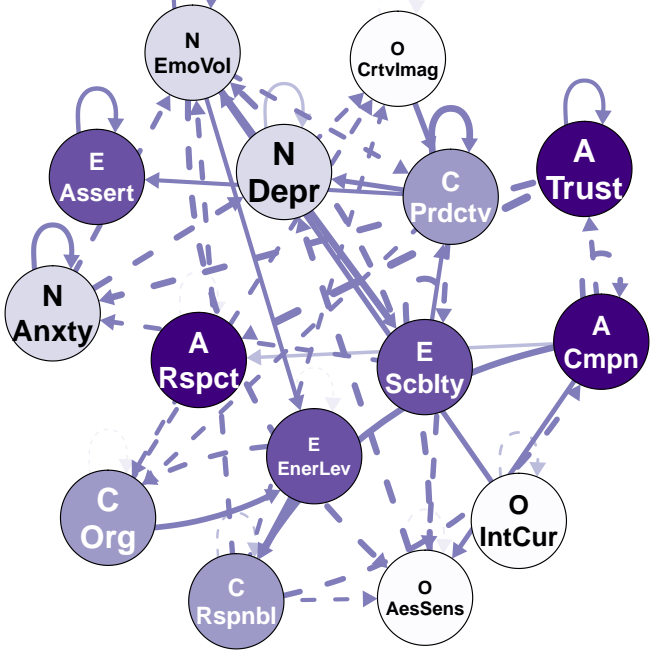 N
EmoVol
O
CrtvImag
E
Assert
N
Depr
C
Prdctv
A
Trust
N
Anxty
A
Rspct
E
Scblty
A
Cmpn
E
EnerLev
C
Org
O
IntCur
C
Rspnbl
O
AesSens